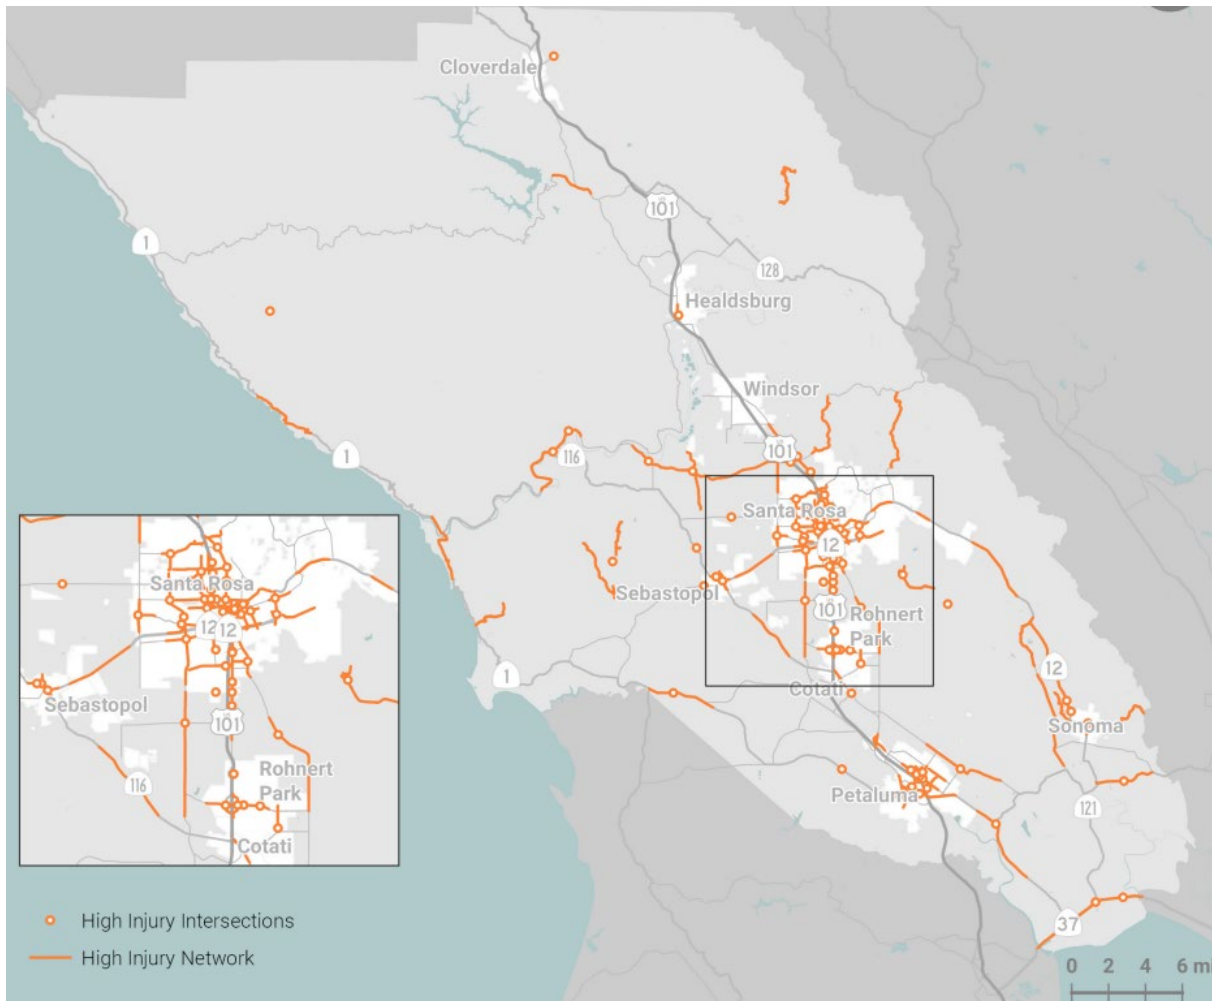 Cloverdale
101
1
128
Healdsburg
Windsor
1
116
101
Santa Rosa
12
Sebastopol
101
Rohnert
Park
1
Cotati
12
Sonoma
Petaluma
121
37
Santa Rosa
12
12
Sebastopol
101
116
Rohnert
Park
Cotati
High Injury Intersections
High Injury Network
0 2 4 6 mi